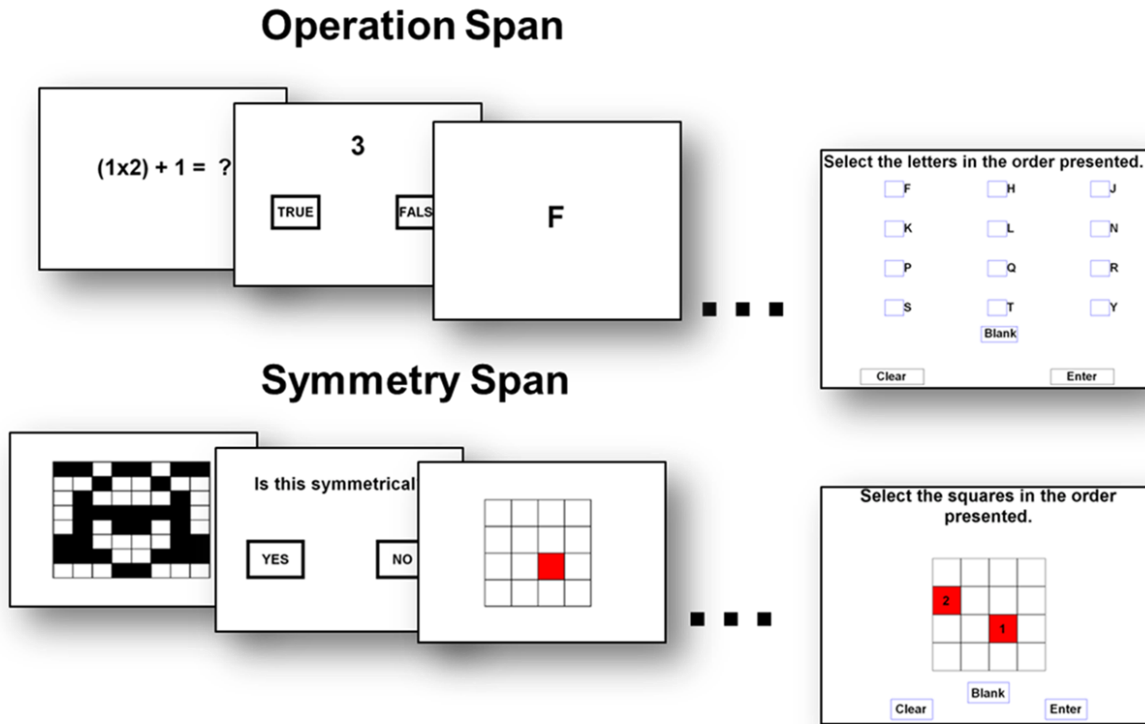 Operation Span
(1x2) + 1 = ?
3
TRUE
FALS
F
Select the letters in the order presented.
F H J
K L N
P Q R
S T Y
Blank
Clear Enter
Symmetry Span
Is this symmetrical
YES NO
Select the squares in the order
presented.
2
1
Blank
Clear Enter